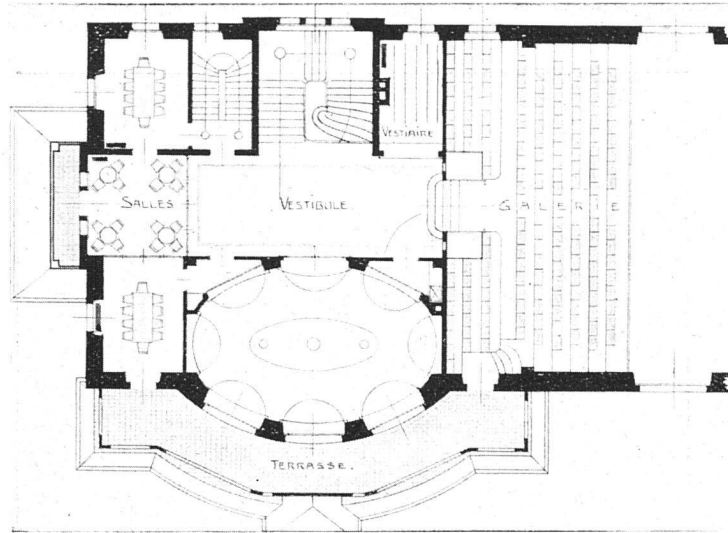 VESTIAIRE
SALLES
VESTIBULE.
GALERIE
TERRASSE.